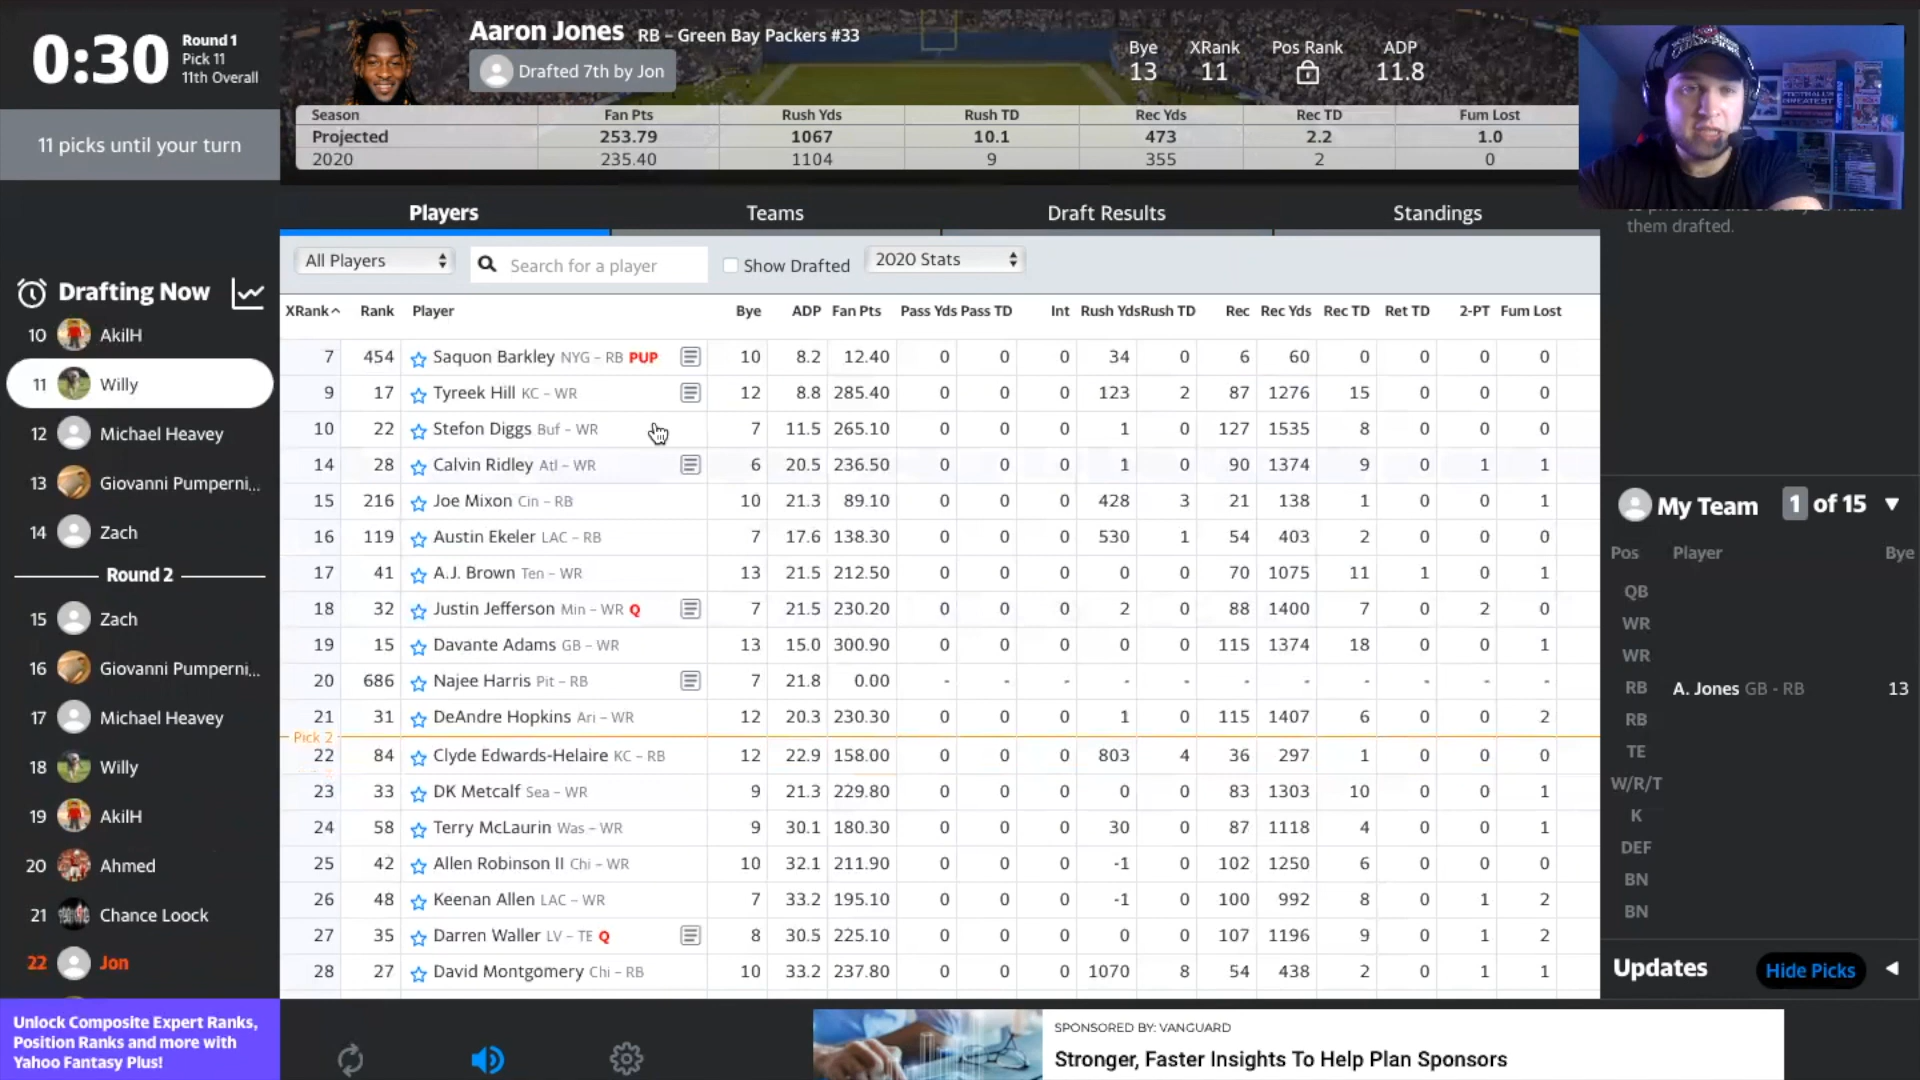 0:30
Round 1
Pick 11
11th Overall
11 picks until your turn
Aaron Jones RB – Green Bay Packers #33
Drafted 7th by Jon
Bye XRank Pos Rank ADP
13 11 11.8
Season Fan Pts Rush Yds Rush TD Rec Yds Rec TD Fum Lost
Projected 253.79 1067 10.1 473 2.2 1.0
2020 235.40 1104 9 355 2 0
Players Teams Draft Results Standings
them drafted.
All Players Search for a player Show Drafted 2020 Stats
Drafting Now
10 AkilH
11 Willy
12 Michael Heavey
13 Giovanni Pumperni...
14 Zach
Round 2
15 Zach
16 Giovanni Pumperni...
17 Michael Heavey
18 Willy
19 AkilH
20 Ahmed
21 Chance Loock
22 Jon
XRank^ Rank Player Bye ADP Fan Pts Pass Yds Pass TD Int Rush Yds Rush TD Rec Rec Yds Rec TD Ret TD 2-PT Fum Lost
7 454 Saquon Barkley NYG – RB PUP 10 8.2 12.40 0 0 0 34 0 6 60 0 0 0 0
9 17 Tyreek Hill KC – WR 12 8.8 285.40 0 0 0 123 2 87 1276 15 0 0 0
10 22 Stefon Diggs Buf – WR 7 11.5 265.10 0 0 0 1 0 127 1535 8 0 0 0
14 28 Calvin Ridley Atl – WR 6 20.5 236.50 0 0 0 1 0 90 1374 9 0 1 1
15 216 Joe Mixon Cin – RB 10 21.3 89.10 0 0 0 428 3 21 138 1 0 0 1
16 119 Austin Ekeler LAC – RB 7 17.6 138.30 0 0 0 530 1 54 403 2 0 0 0
17 41 A.J. Brown Ten – WR 13 21.5 212.50 0 0 0 0 0 70 1075 11 1 0 1
18 32 Justin Jefferson Min – WR Q 7 21.5 230.20 0 0 0 2 0 88 1400 7 0 2 0
19 15 Davante Adams GB – WR 13 15.0 300.90 0 0 0 0 0 115 1374 18 0 0 1
20 686 Najee Harris Pit – RB 7 21.8 0.00 - - - - - - - - - - -
21 31 DeAndre Hopkins Ari – WR 12 20.3 230.30 0 0 0 1 0 115 1407 6 0 0 2
Pick 2
22 84 Clyde Edwards-Helaire KC – RB 12 22.9 158.00 0 0 0 803 4 36 297 1 0 0 0
23 33 DK Metcalf Sea – WR 9 21.3 229.80 0 0 0 0 0 83 1303 10 0 0 1
24 58 Terry McLaurin Was – WR 9 30.1 180.30 0 0 0 30 0 87 1118 4 0 0 1
25 42 Allen Robinson II Chi – WR 10 32.1 211.90 0 0 0 -1 0 102 1250 6 0 0 0
26 48 Keenan Allen LAC – WR 7 33.2 195.10 0 0 0 -1 0 100 992 8 0 1 2
27 35 Darren Waller LV – TE Q 8 30.5 225.10 0 0 0 0 0 107 1196 9 0 1 2
28 27 David Montgomery Chi – RB 10 33.2 237.80 0 0 0 1070 8 54 438 2 0 1 1
My Team 1 of 15
Pos Player Bye
QB
WR
WR
RB A. Jones GB - RB 13
RB
TE
W/R/T
K
DEF
BN
BN
Updates Hide Picks
Unlock Composite Expert Ranks,
Position Ranks and more with
Yahoo Fantasy Plus!
SPONSORED BY: VANGUARD
Stronger, Faster Insights To Help Plan Sponsors